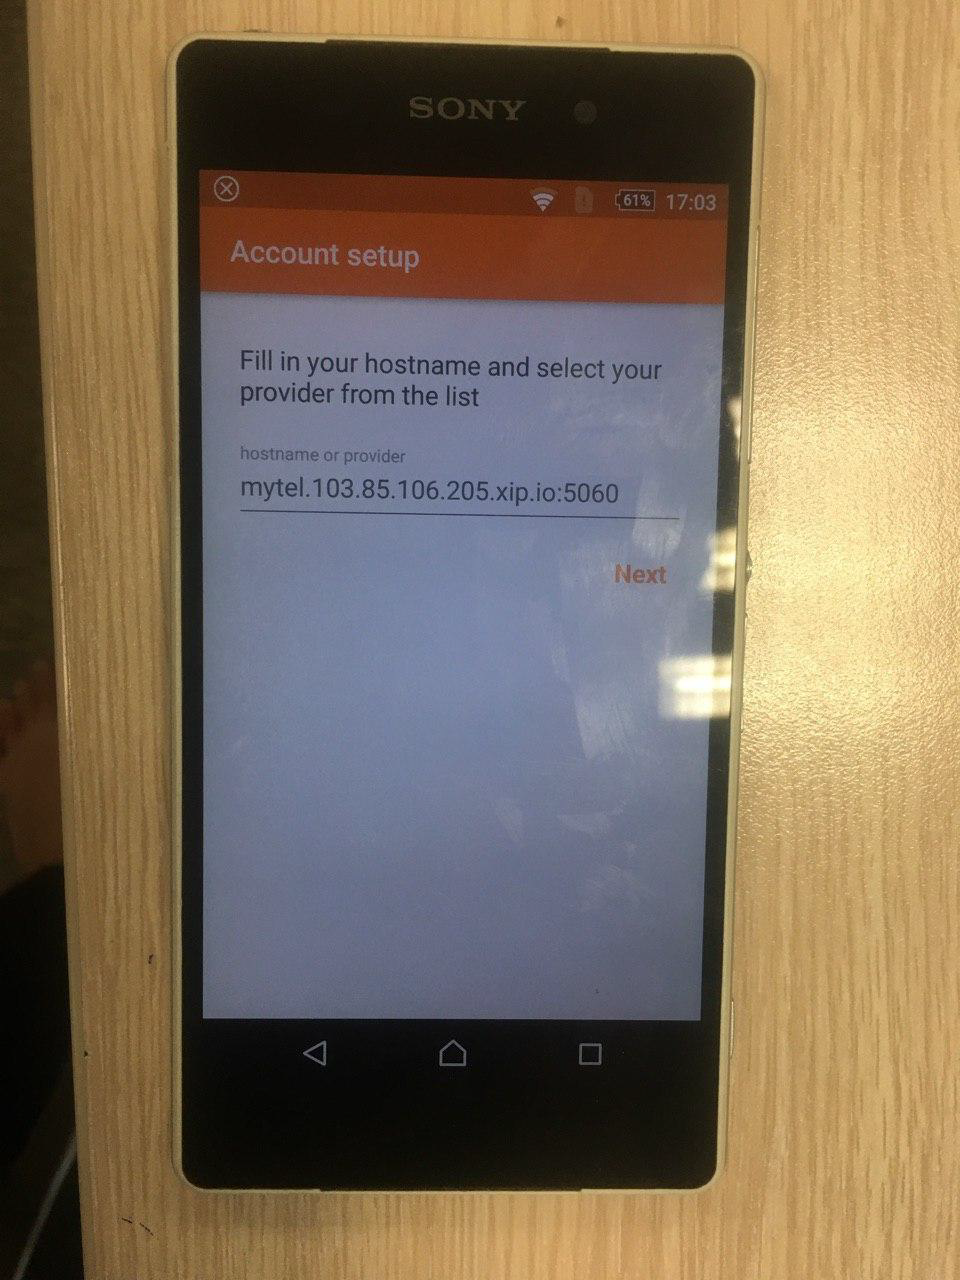 SONY
61% 17:03
Account setup
Fill in your hostname and select your
provider from the list
hostname or provider
mytel.103.85.106.205.xip.io:5060
Next